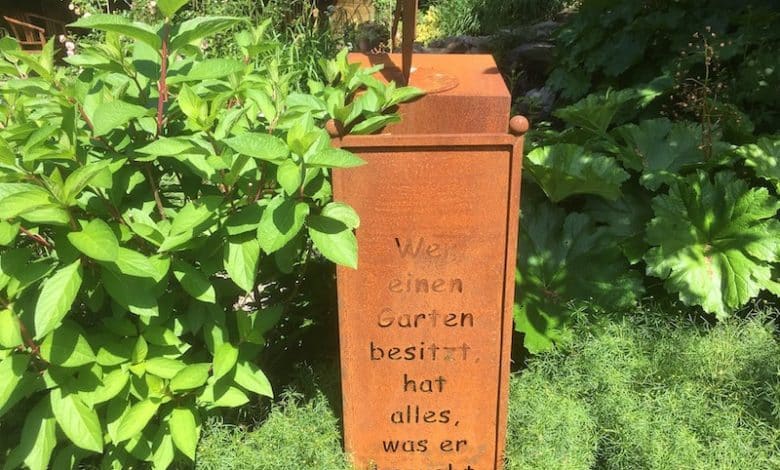 Wer
einen
Garten
besitzt,
hat
alles,
was er